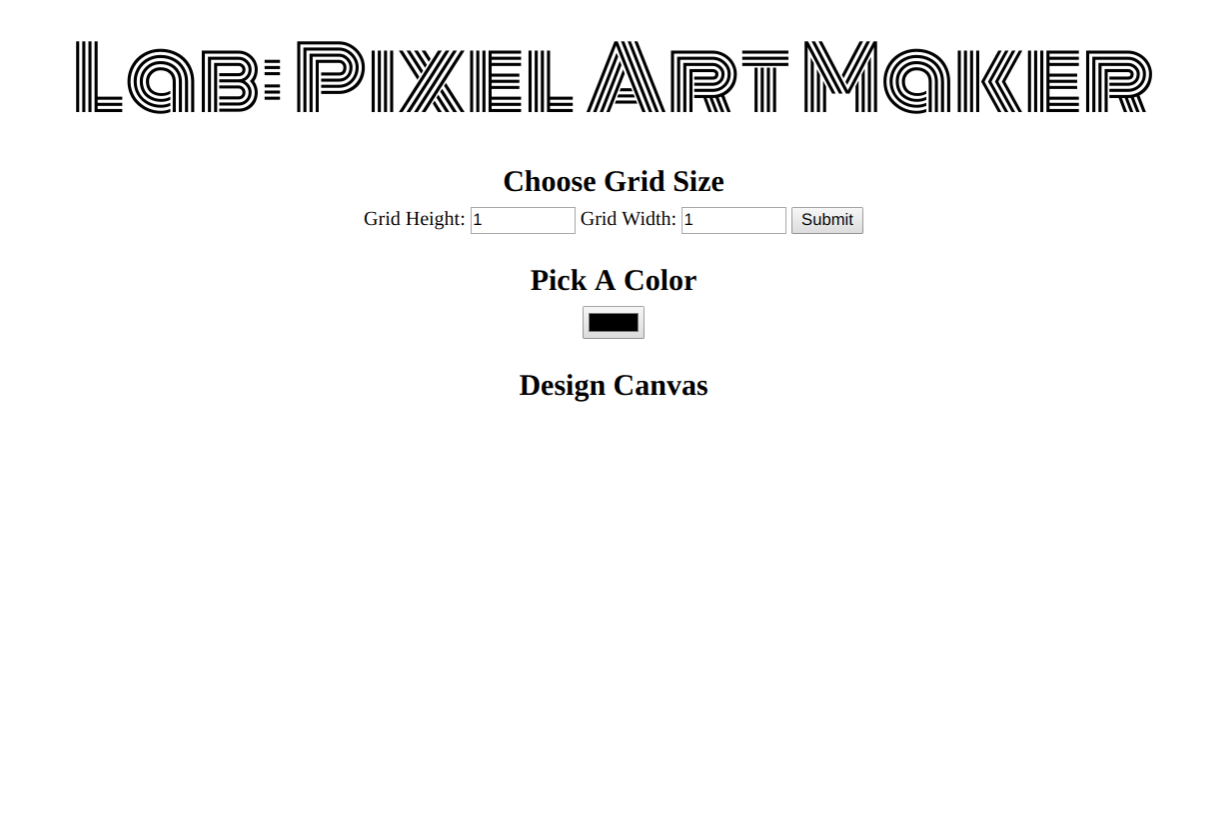 Lab: Pixel Art Maker
Choose Grid Size
Grid Height: 1 Grid Width: 1 Submit
Pick A Color
Design Canvas